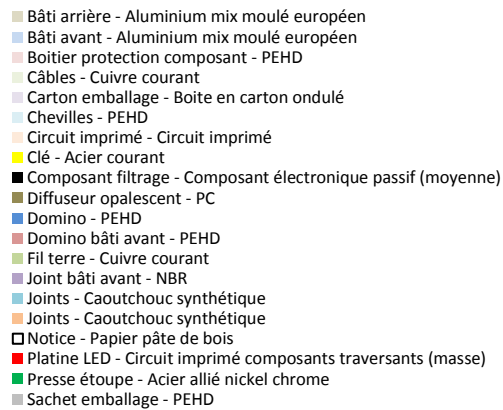 Bâti arrière - Aluminium mix moulé européen
Bâti avant - Aluminium mix moulé européen
Boitier protection composant - PEHD
Câbles - Cuivre courant
Carton emballage - Boite en carton ondulé
Chevilles - PEHD
Circuit imprimé - Circuit imprimé
Clé - Acier courant
Composant filtrage - Composant électronique passif (moyenne)
Diffuseur opalescent - PC
Domino - PEHD
Domino bâti avant - PEHD
Fil terre - Cuivre courant
Joint bâti avant - NBR
Joints - Caoutchouc synthétique
Joints - Caoutchouc synthétique
Notice - Papier pâte de bois
Platine LED - Circuit imprimé composants traversants (masse)
Presse étoupe - Acier allié nickel chrome
Sachet emballage - PEHD